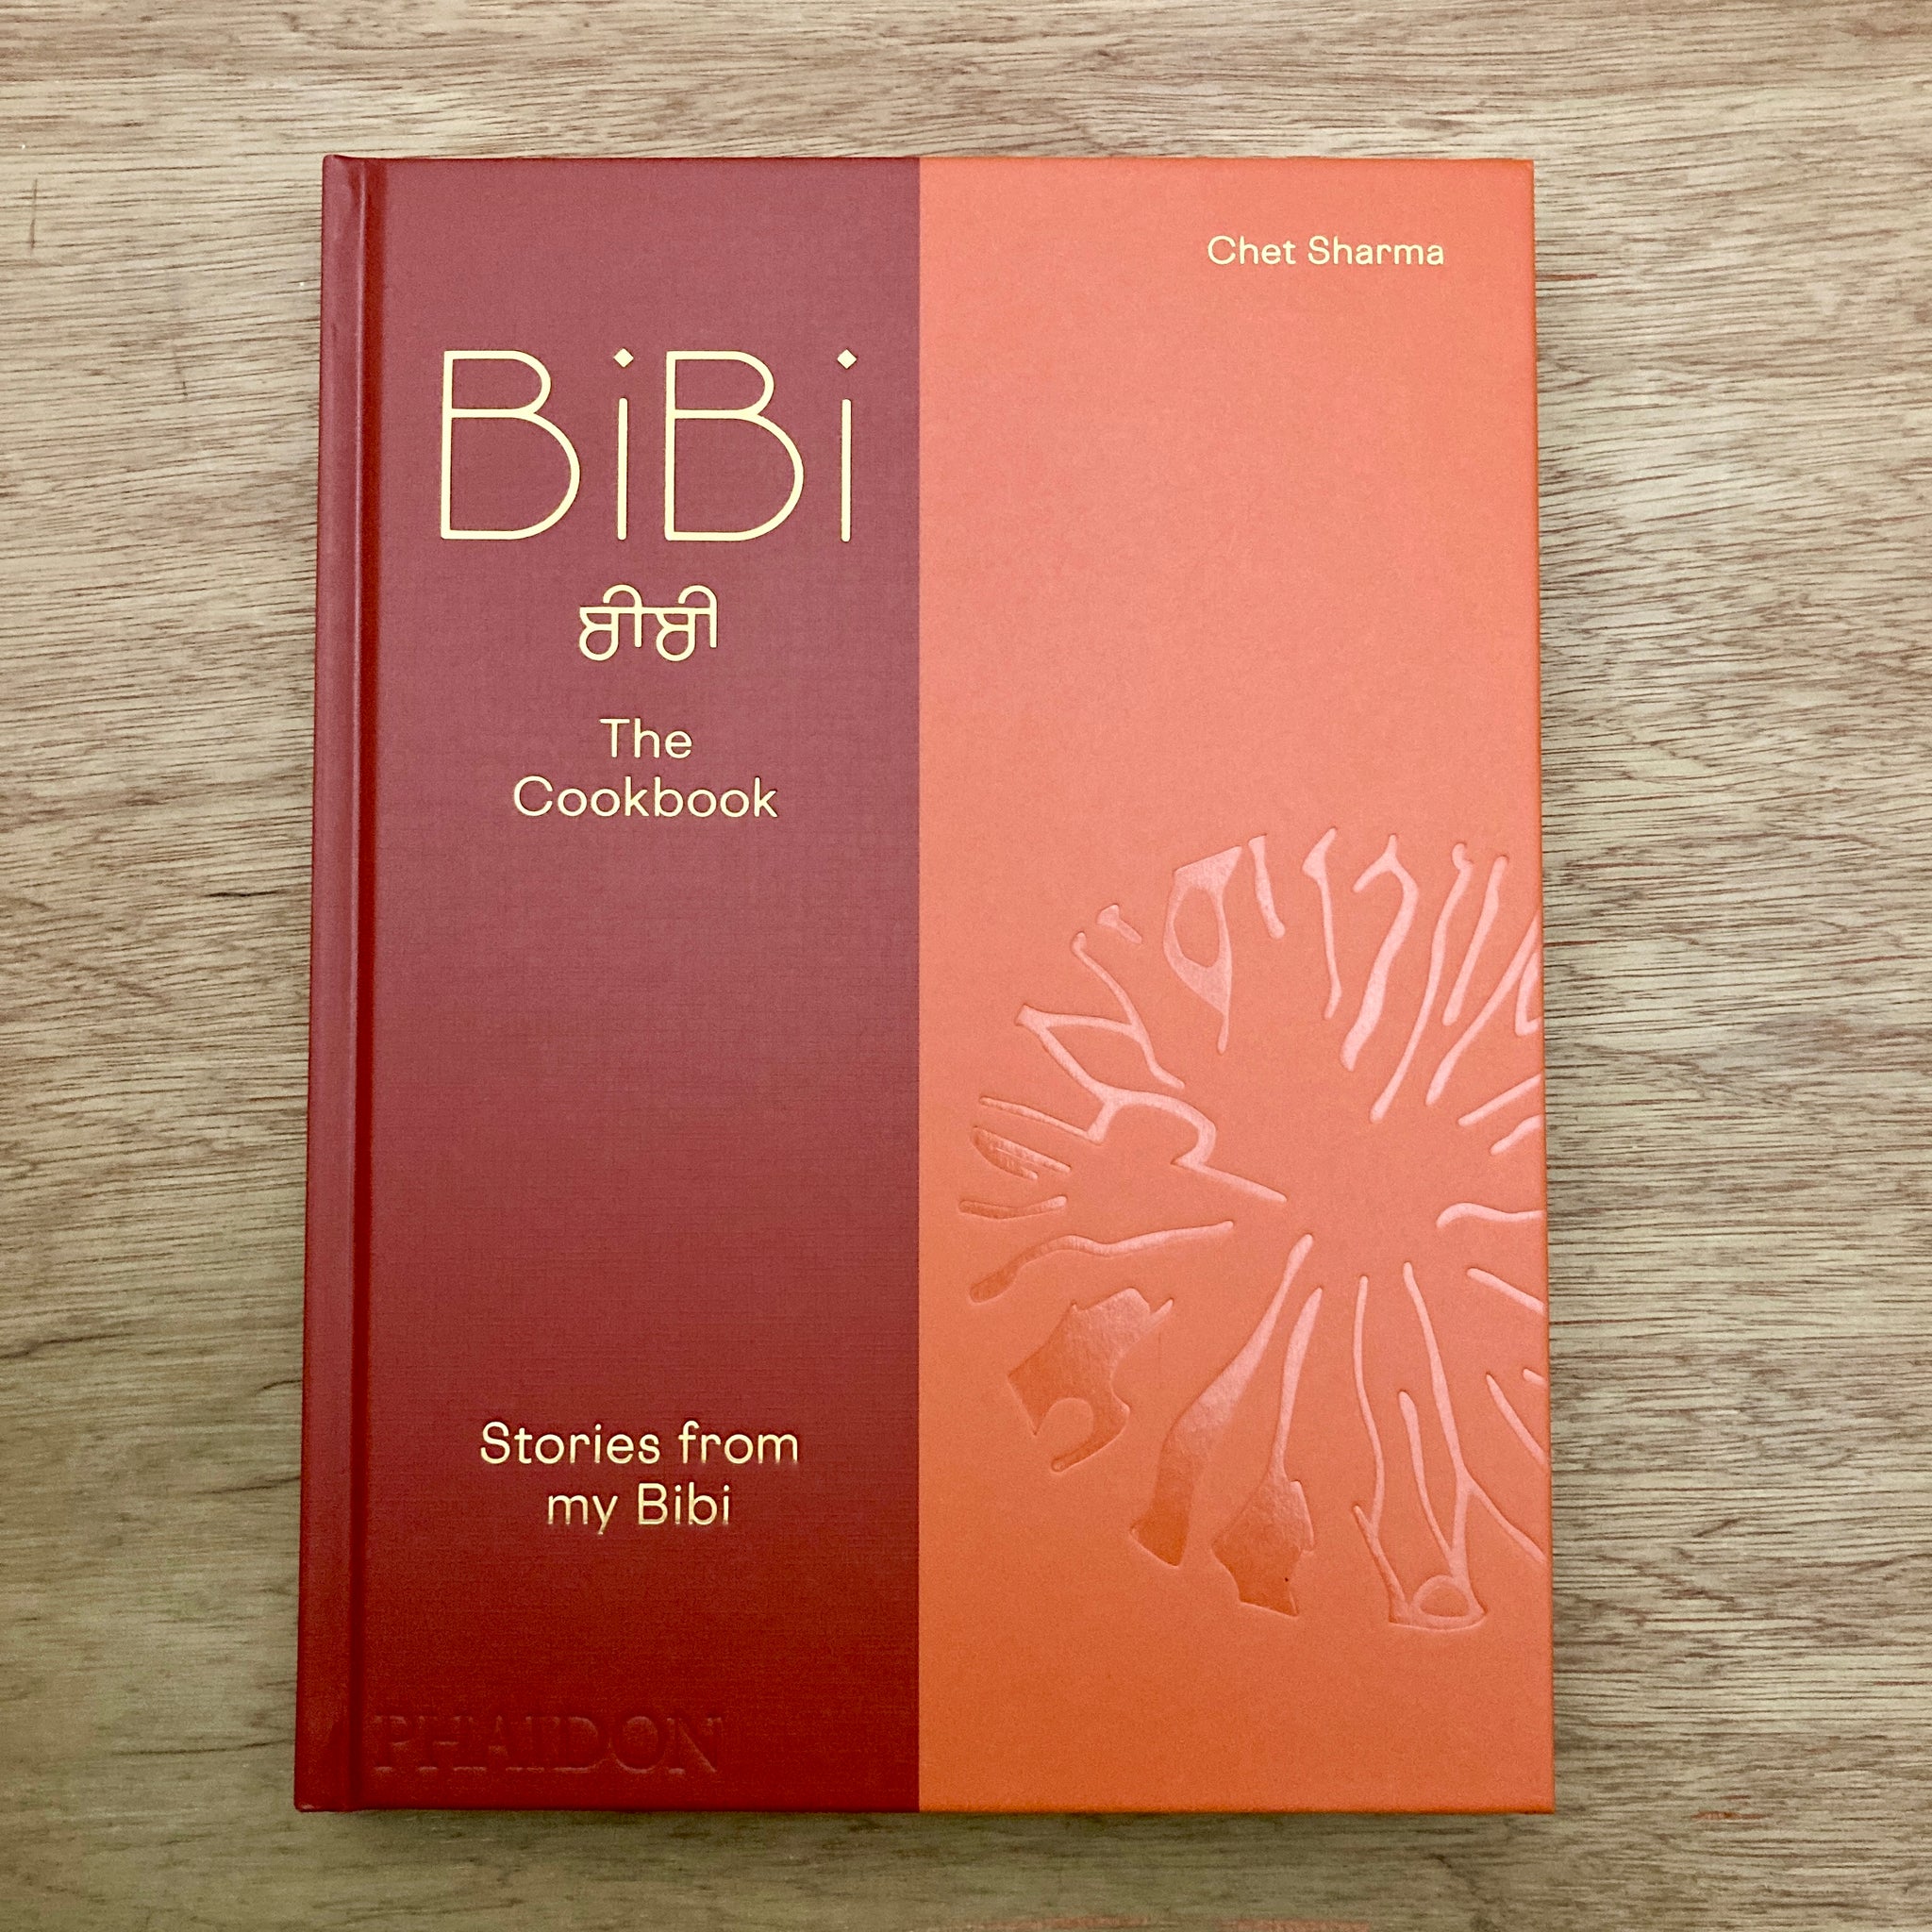 Chet Sharma
BiBi
ਬੀਬੀ
The
Cookbook
Stories from
my Bibi
PHAIDON